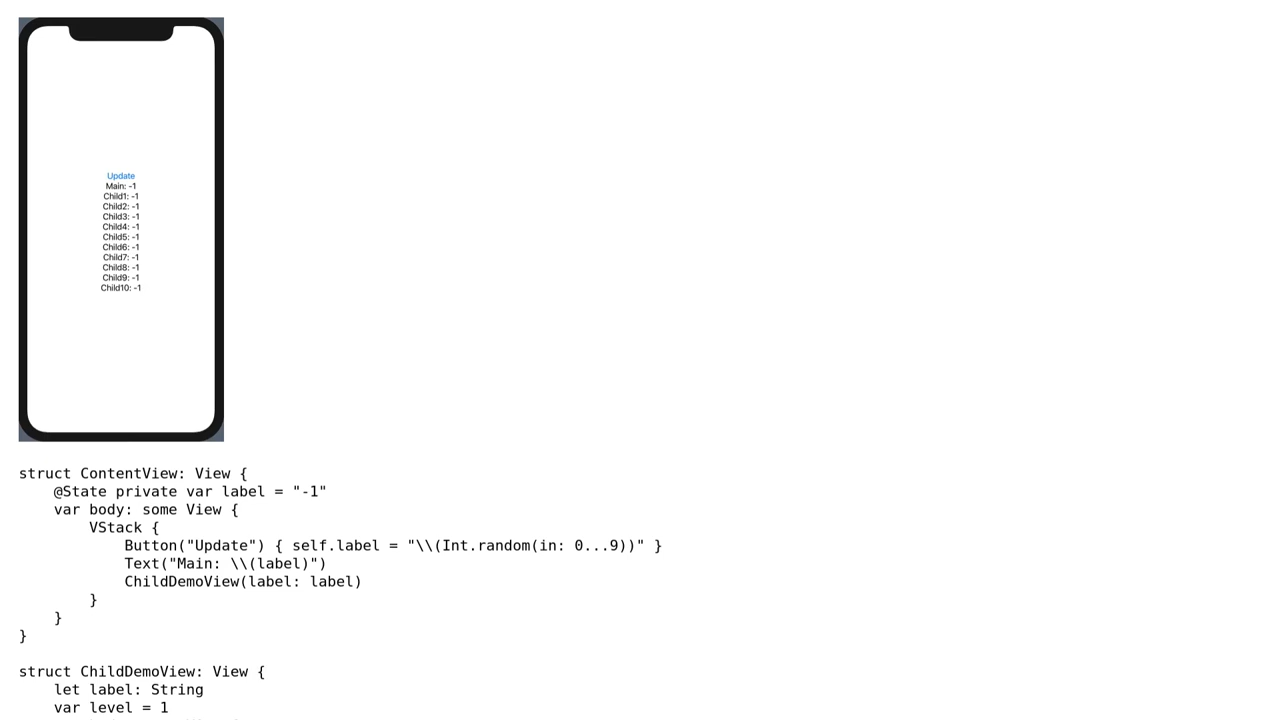 Update
Main: -1
Child1: -1
Child2: -1
Child3: -1
Child4: -1
Child5: -1
Child6: -1
Child7: -1
Child8: -1
Child9: -1
Child10: -1
struct ContentView: View {
    @State private var label = "-1"
    var body: some View {
        VStack {
            Button("Update") { self.label = "\\(Int.random(in: 0...9))" }
            Text("Main: \\(label)")
            ChildDemoView(label: label)
        }
    }
}
struct ChildDemoView: View {
    let label: String
    var level = 1